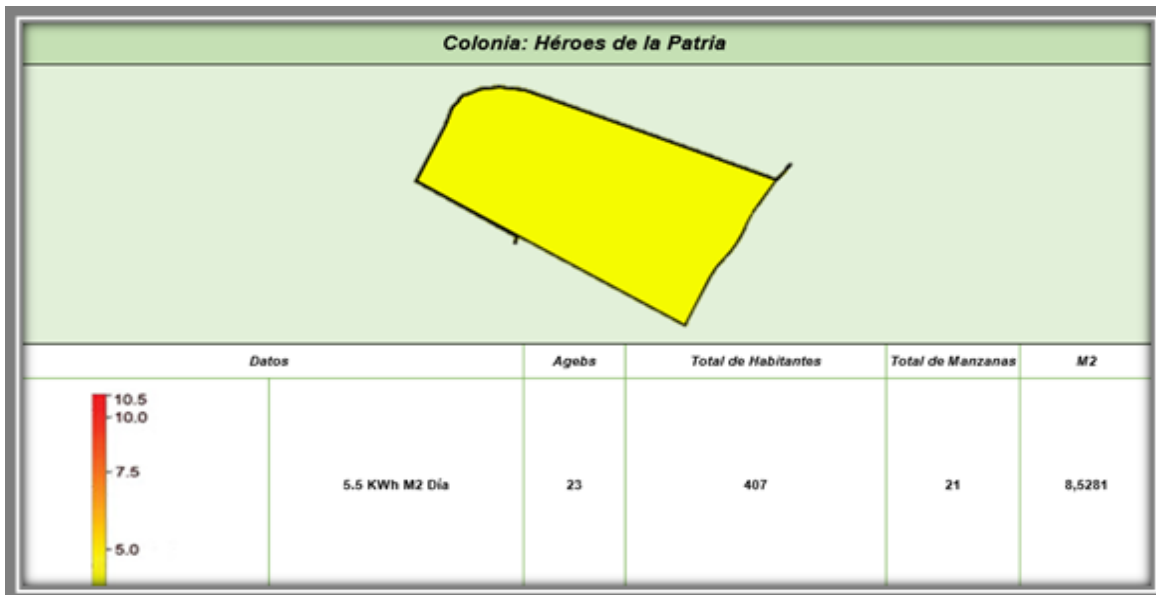 Colonia: Héroes de la Patria
Datos Agebs Total de Habitantes Total de Manzanas M2
10.5
10.0
7.5
5.5 KWh M2 Día 23 407 21 8,5281
5.0